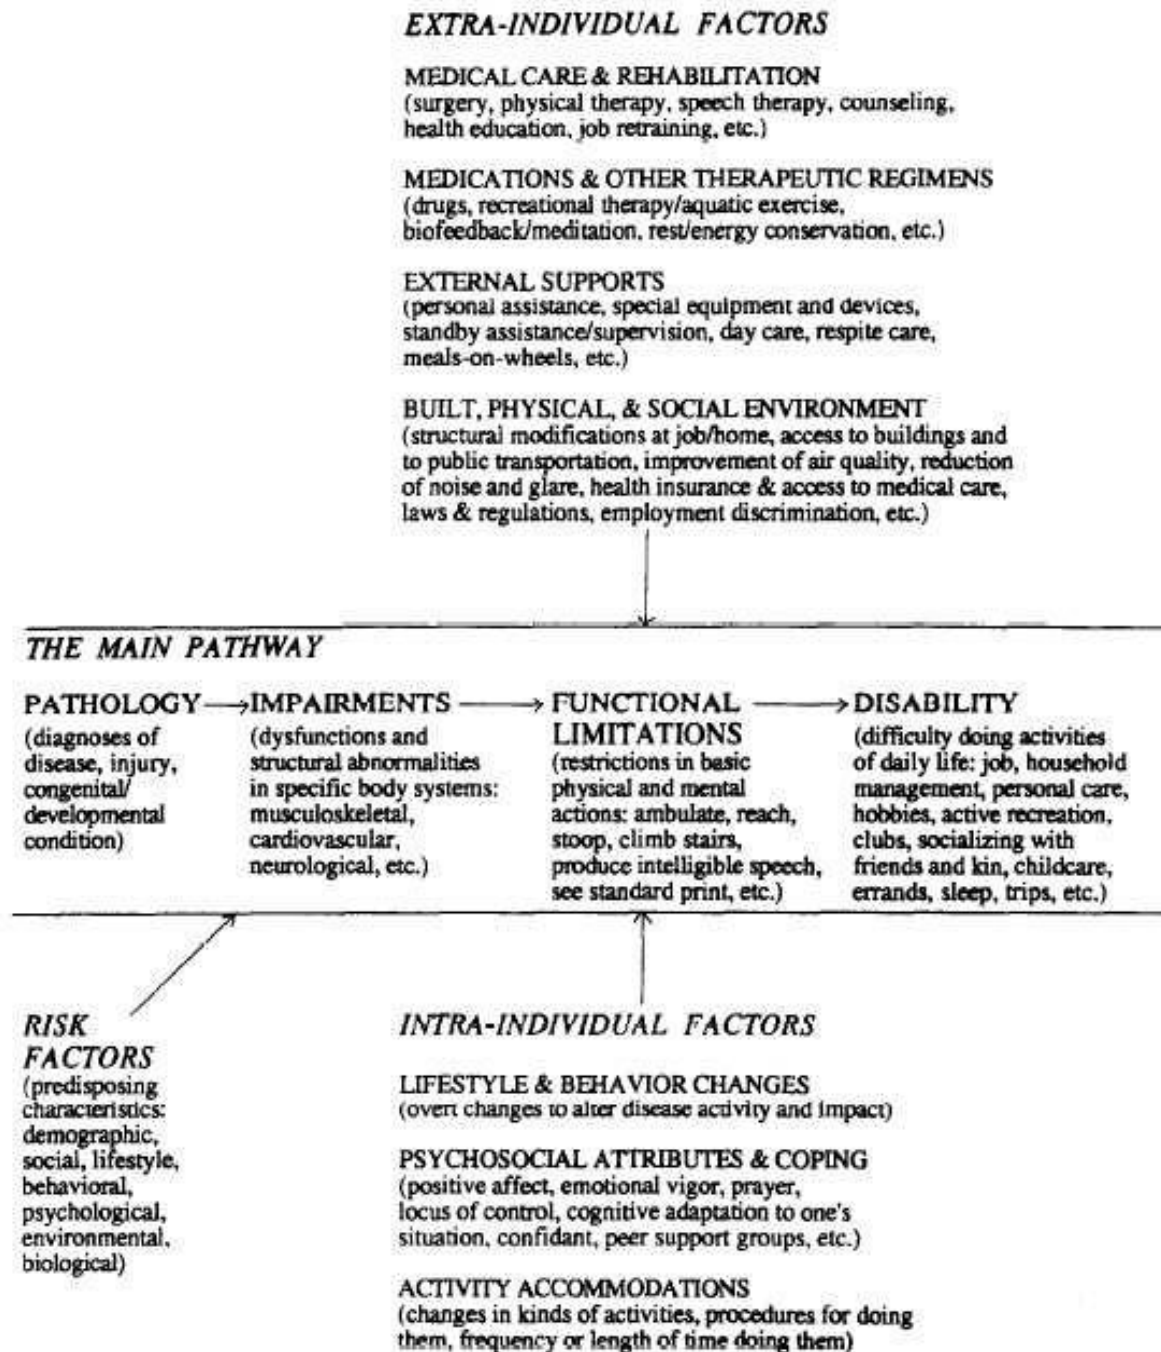 EXTRA-INDIVIDUAL FACTORS
MEDICAL CARE & REHABILITATION
(surgery, physical therapy, speech therapy, counseling,
health education, job retraining, etc.)
MEDICATIONS & OTHER THERAPEUTIC REGIMENS
(drugs, recreational therapy/aquatic exercise,
biofeedback/meditation, rest/energy conservation, etc.)
EXTERNAL SUPPORTS
(personal assistance, special equipment and devices,
standby assistance/supervision, day care, respite care,
meals-on-wheels, etc.)
BUILT, PHYSICAL, & SOCIAL ENVIRONMENT
(structural modifications at job/home, access to buildings and
to public transportation, improvement of air quality, reduction
of noise and glare, health insurance & access to medical care,
laws & regulations, employment discrimination, etc.)
THE MAIN PATHWAY
PATHOLOGY
(diagnoses of
disease, injury,
congenital/
developmental
condition)
IMPAIRMENTS
(dysfunctions and
structural abnormalities
in specific body systems:
musculoskeletal,
cardiovascular,
neurological, etc.)
FUNCTIONAL
LIMITATIONS
(restrictions in basic
physical and mental
actions: ambulate, reach,
stoop, climb stairs,
produce intelligible speech,
see standard print, etc.)
DISABILITY
(difficulty doing activities
of daily life: job, household
management, personal care,
hobbies, active recreation,
clubs, socializing with
friends and kin, childcare,
errands, sleep, trips, etc.)
RISK
FACTORS
(predisposing
characteristics:
demographic,
social, lifestyle,
behavioral,
psychological,
environmental,
biological)
INTRA-INDIVIDUAL FACTORS
LIFESTYLE & BEHAVIOR CHANGES
(overt changes to alter disease activity and impact)
PSYCHOSOCIAL ATTRIBUTES & COPING
(positive affect, emotional vigor, prayer,
locus of control, cognitive adaptation to one's
situation, confidant, peer support groups, etc.)
ACTIVITY ACCOMMODATIONS
(changes in kinds of activities, procedures for doing
them, frequency or length of time doing them)